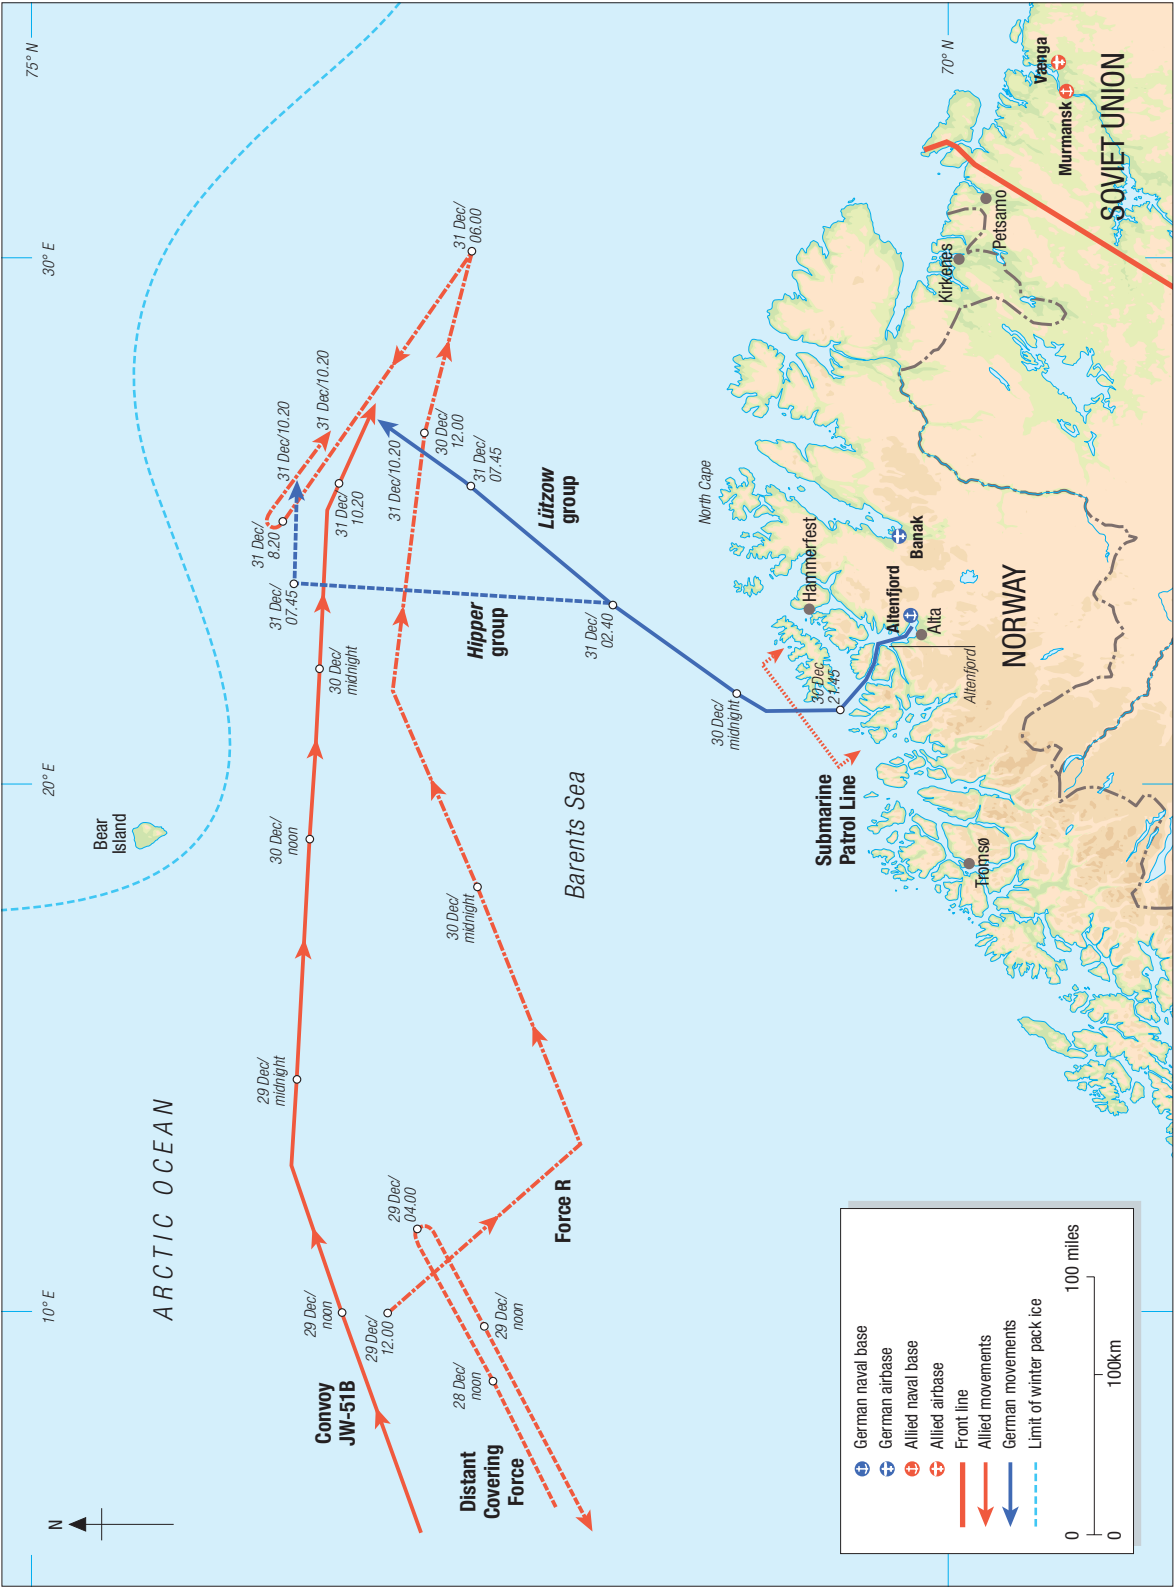 N
10° E
20° E
30° E
75° N
70° N
ARCTIC OCEAN
Bear
Island
Barents Sea
Convoy
JW-51B
29 Dec/
noon
29 Dec/
midnight
30 Dec/
noon
30 Dec/
midnight
31 Dec/
10.20
Distant
Covering
Force
28 Dec/
noon
29 Dec/
04.00
29 Dec/
noon
Force R
29 Dec/
12.00
30 Dec/
midnight
30 Dec/
12.00
31 Dec/
06.00
31 Dec/
8.20
31 Dec/10.20
31 Dec/
07.45
31 Dec/10.20
31 Dec/10.20
Hipper
group
Lützow
group
31 Dec/
07.45
31 Dec/
02.40
30 Dec/
midnight
30 Dec
21.45
Submarine
Patrol Line
North Cape
Hammerfest
Altenfjord
Alta
Altenfjord
Banak
Tromsø
NORWAY
Kirkenes
Petsamo
Murmansk
Vænga
SOVIET UNION
German naval base
German airbase
Allied naval base
Allied airbase
Front line
Allied movements
German movements
Limit of winter pack ice
0
100 miles
0
100km